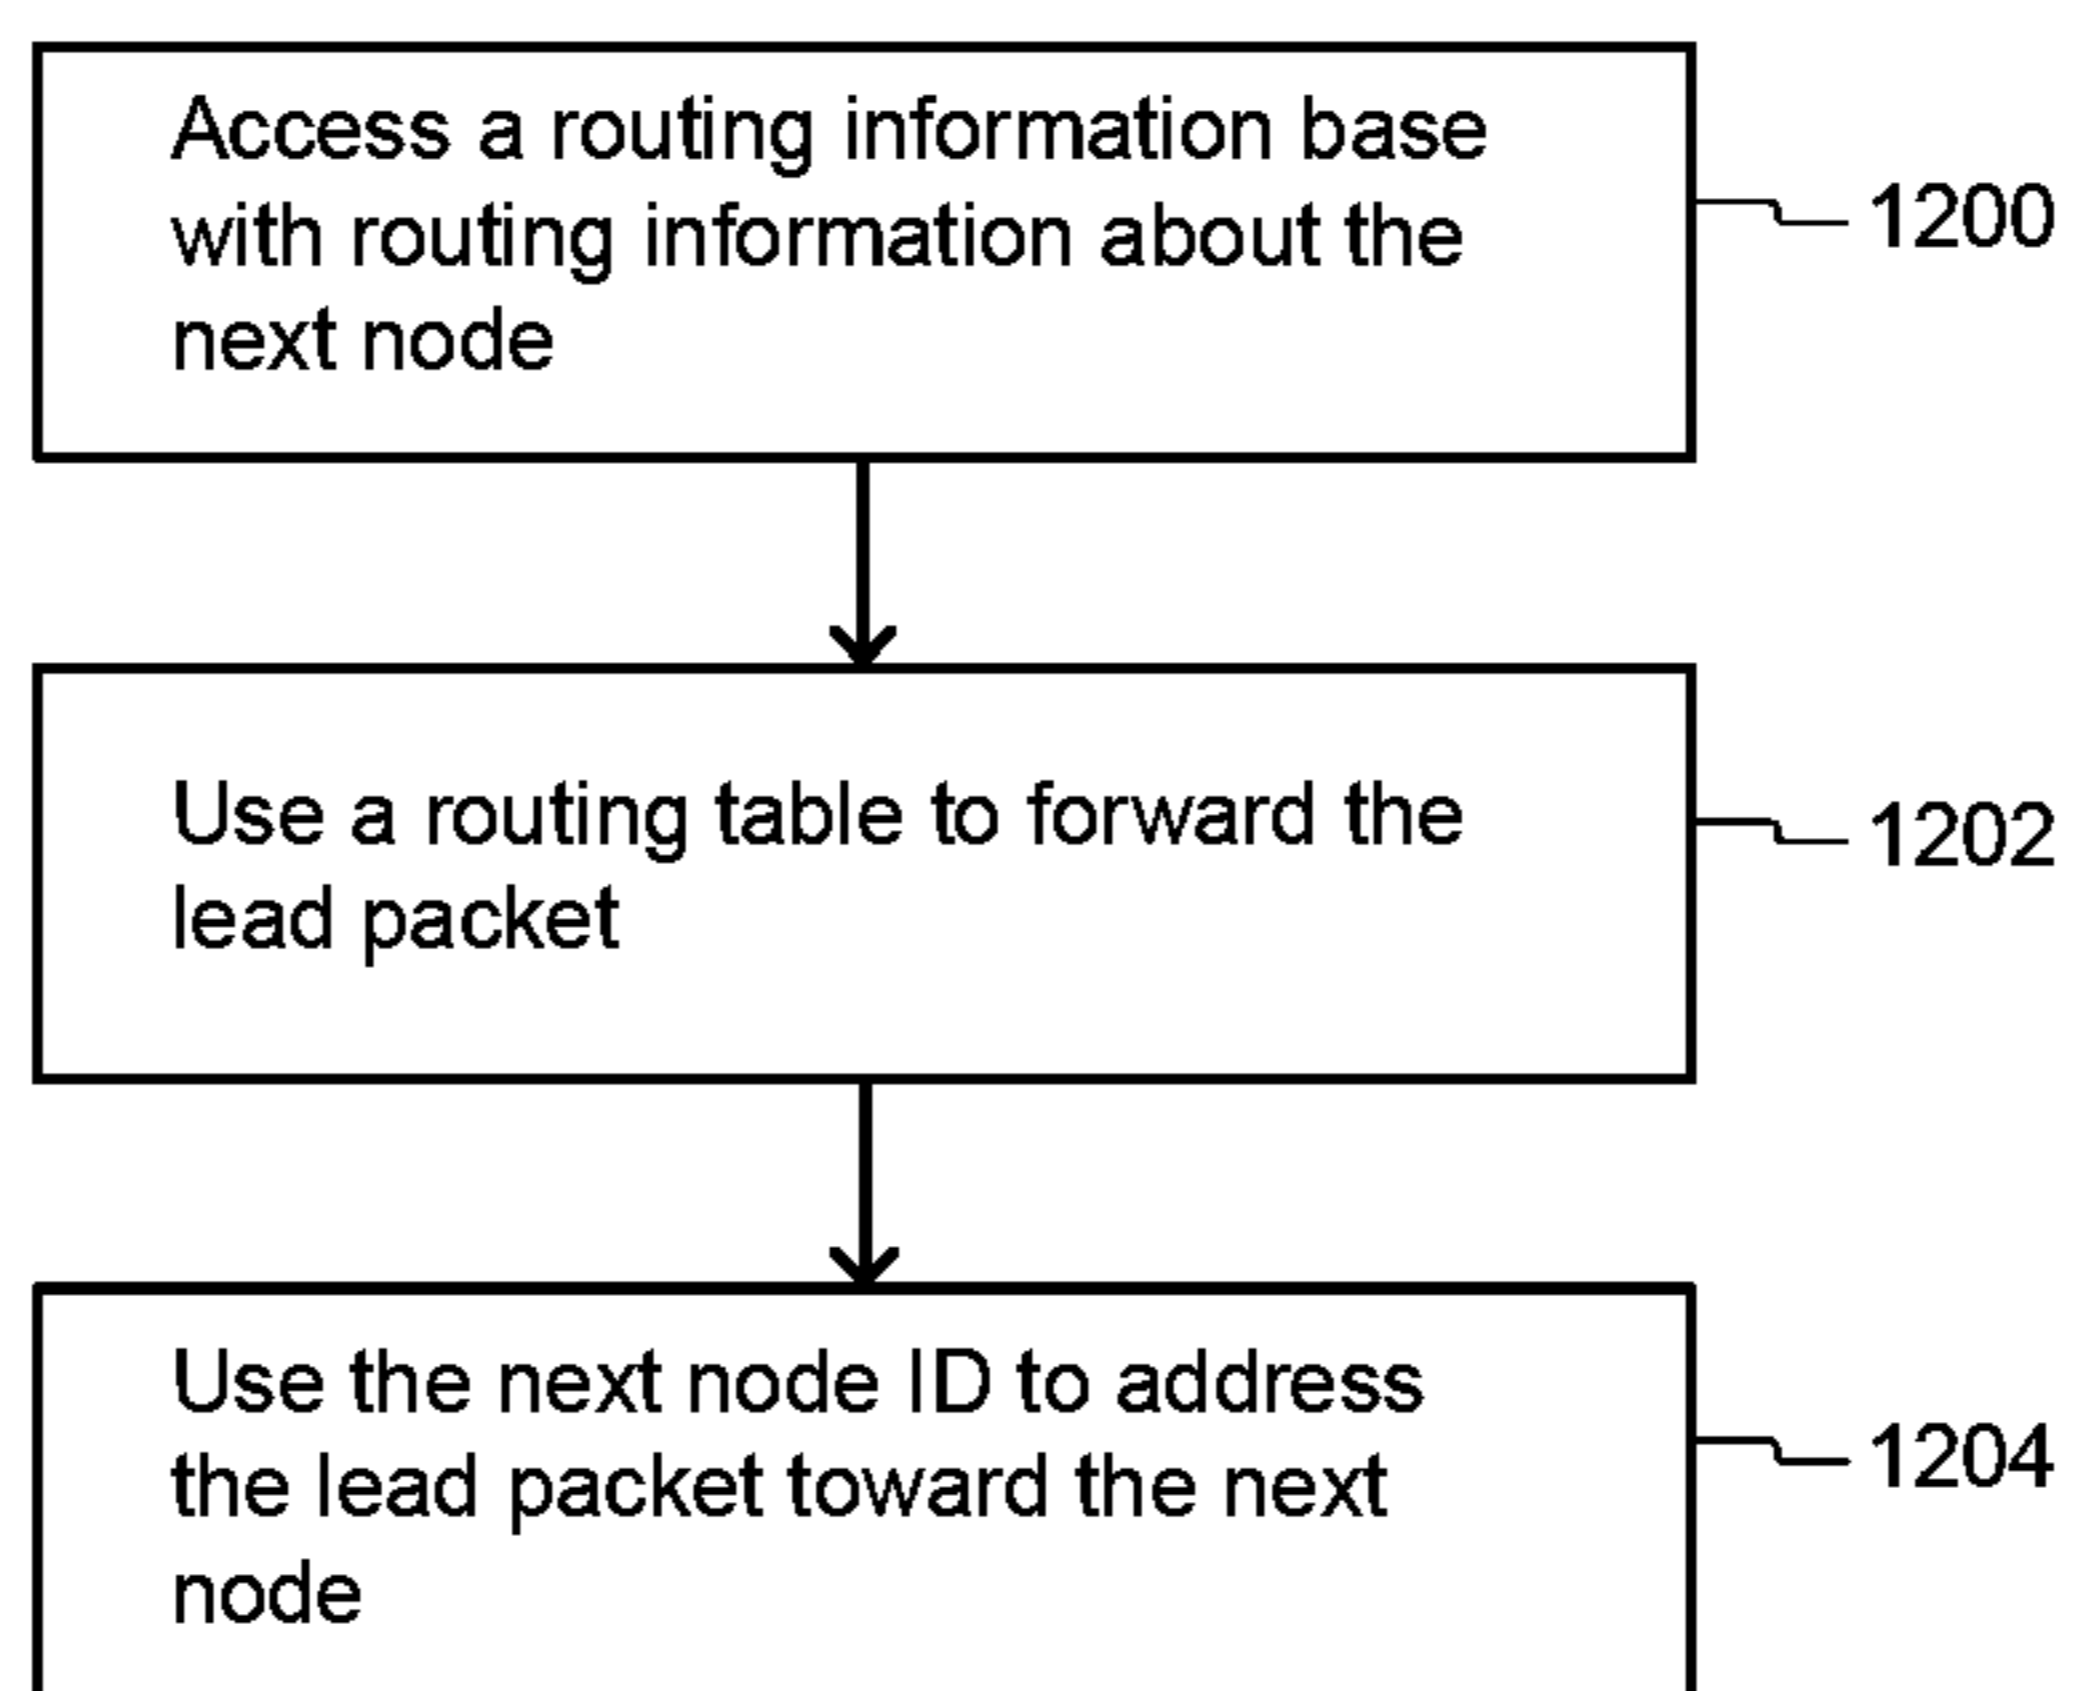 Access a routing information base
with routing information about the
next node
1200
Use a routing table to forward the
lead packet
1202
Use the next node ID to address
the lead packet toward the next
node
1204